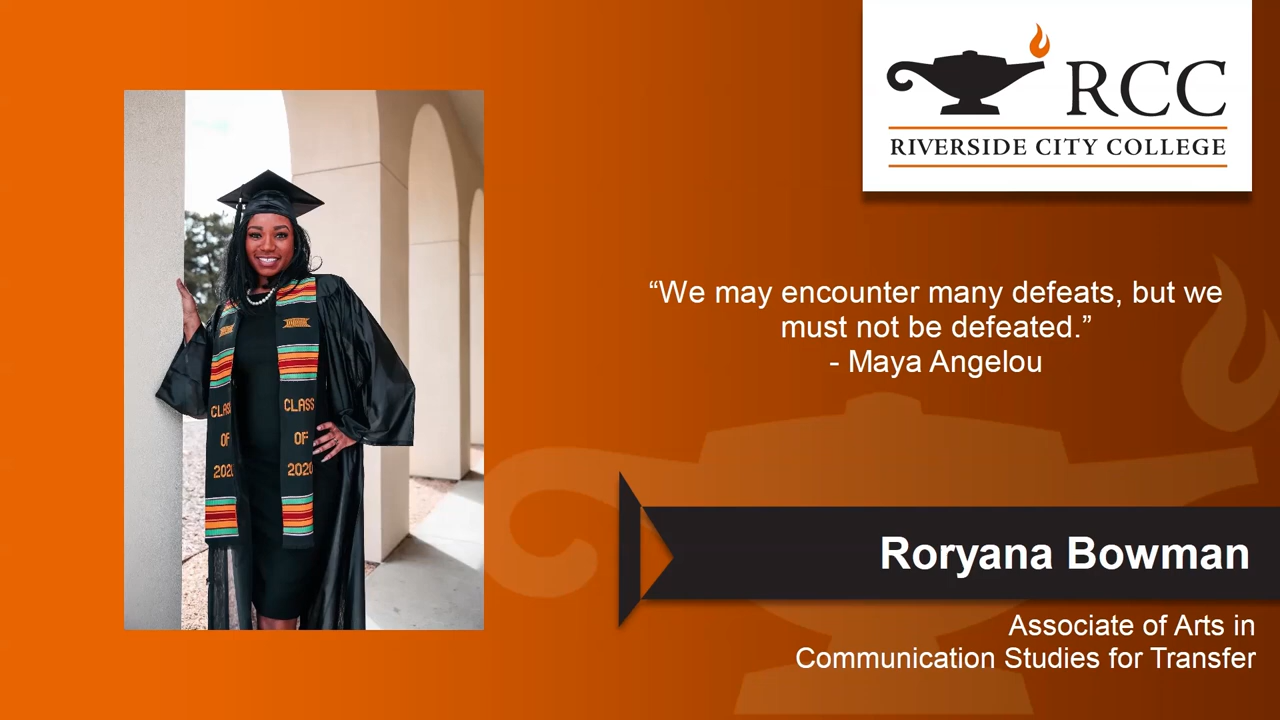 RCC
RIVERSIDE CITY COLLEGE
“We may encounter many defeats, but we
must not be defeated.”
- Maya Angelou
CLASS
OF
2020
CLASS
OF
2020
Roryana Bowman
Associate of Arts in
Communication Studies for Transfer